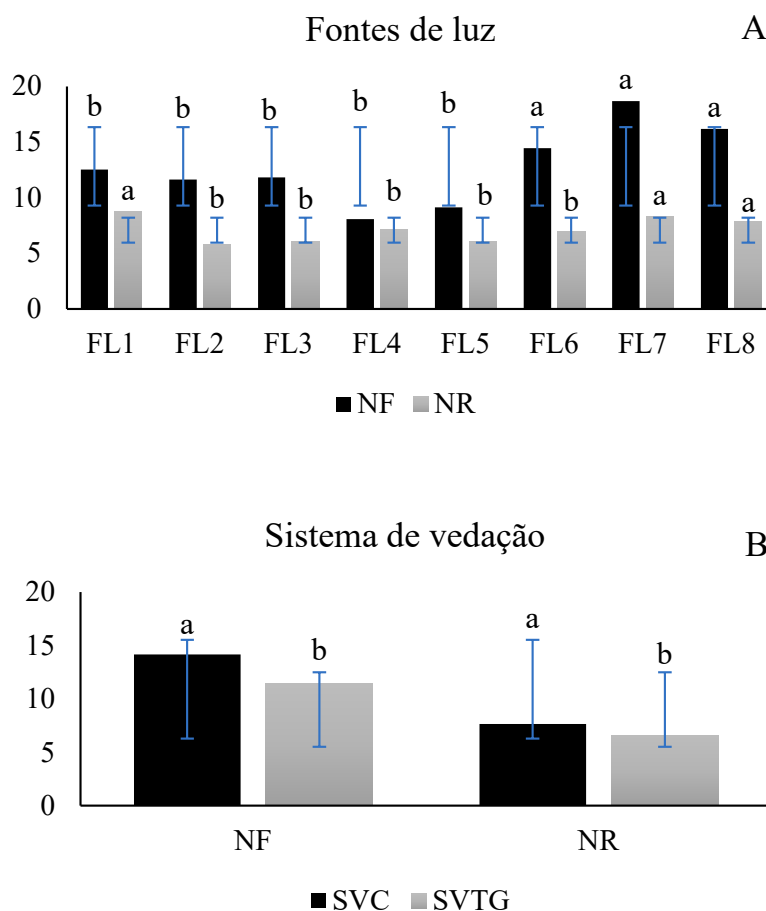 Fontes de luz A
20
15
10
5
0
b b b b b a a a
a b b b b b a a
FL1 FL2 FL3 FL4 FL5 FL6 FL7 FL8
NF NR
Sistema de vedação B
20
15
10
5
0
a b a b
NF NR
SVC SVTG